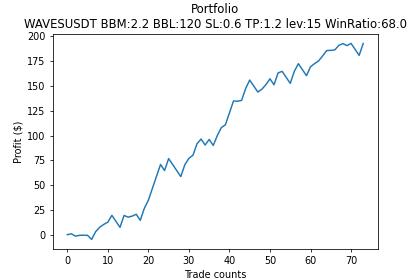 Portfolio
WAVESUSDT BBM:2.2 BBL:120 SL:0.6 TP:1.2 lev:15 WinRatio:68.0
200
175
150
125
100
75
50
25
0
Profit ($)
0 10 20 30 40 50 60 70
Trade counts